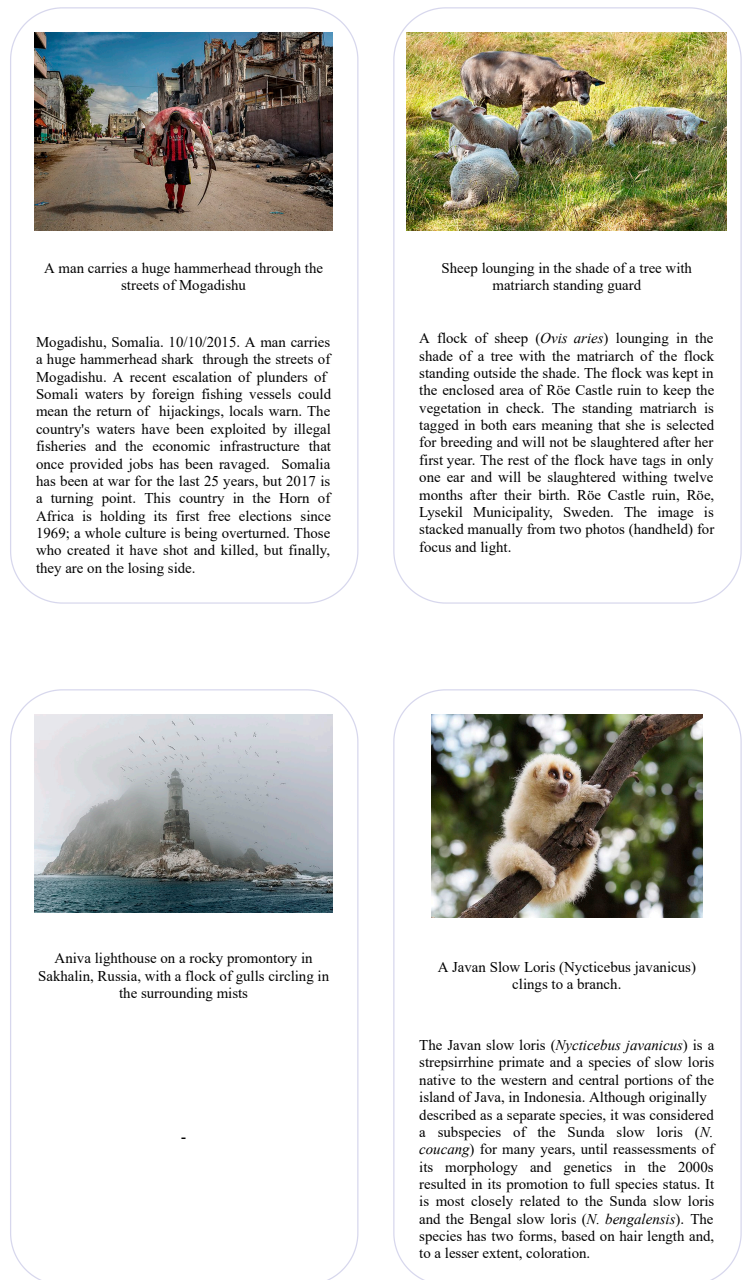 A man carries a huge hammerhead through the
streets of Mogadishu
Mogadishu, Somalia. 10/10/2015. A man carries
a huge hammerhead shark through the streets of
Mogadishu. A recent escalation of plunders of
Somali waters by foreign fishing vessels could
mean the return of hijackings, locals warn. The
country's waters have been exploited by illegal
fisheries and the economic infrastructure that
once provided jobs has been ravaged. Somalia
has been at war for the last 25 years, but 2017 is
a turning point. This country in the Horn of
Africa is holding its first free elections since
1969; a whole culture is being overturned. Those
who created it have shot and killed, but finally,
they are on the losing side.
Sheep lounging in the shade of a tree with
matriarch standing guard
A flock of sheep (Ovis aries) lounging in the
shade of a tree with the matriarch of the flock
standing outside the shade. The flock was kept in
the enclosed area of Röe Castle ruin to keep the
vegetation in check. The standing matriarch is
tagged in both ears meaning that she is selected
for breeding and will not be slaughtered after her
first year. The rest of the flock have tags in only
one ear and will be slaughtered withing twelve
months after their birth. Röe Castle ruin, Röe,
Lysekil Municipality, Sweden. The image is
stacked manually from two photos (handheld) for
focus and light.
Aniva lighthouse on a rocky promontory in
Sakhalin, Russia, with a flock of gulls circling in
the surrounding mists
-
A Javan Slow Loris (Nycticebus javanicus)
clings to a branch.
The Javan slow loris (Nycticebus javanicus) is a
strepsirrhine primate and a species of slow loris
native to the western and central portions of the
island of Java, in Indonesia. Although originally
described as a separate species, it was considered
a subspecies of the Sunda slow loris (N.
coucang) for many years, until reassessments of
its morphology and genetics in the 2000s
resulted in its promotion to full species status. It
is most closely related to the Sunda slow loris
and the Bengal slow loris (N. bengalensis). The
species has two forms, based on hair length and,
to a lesser extent, coloration.